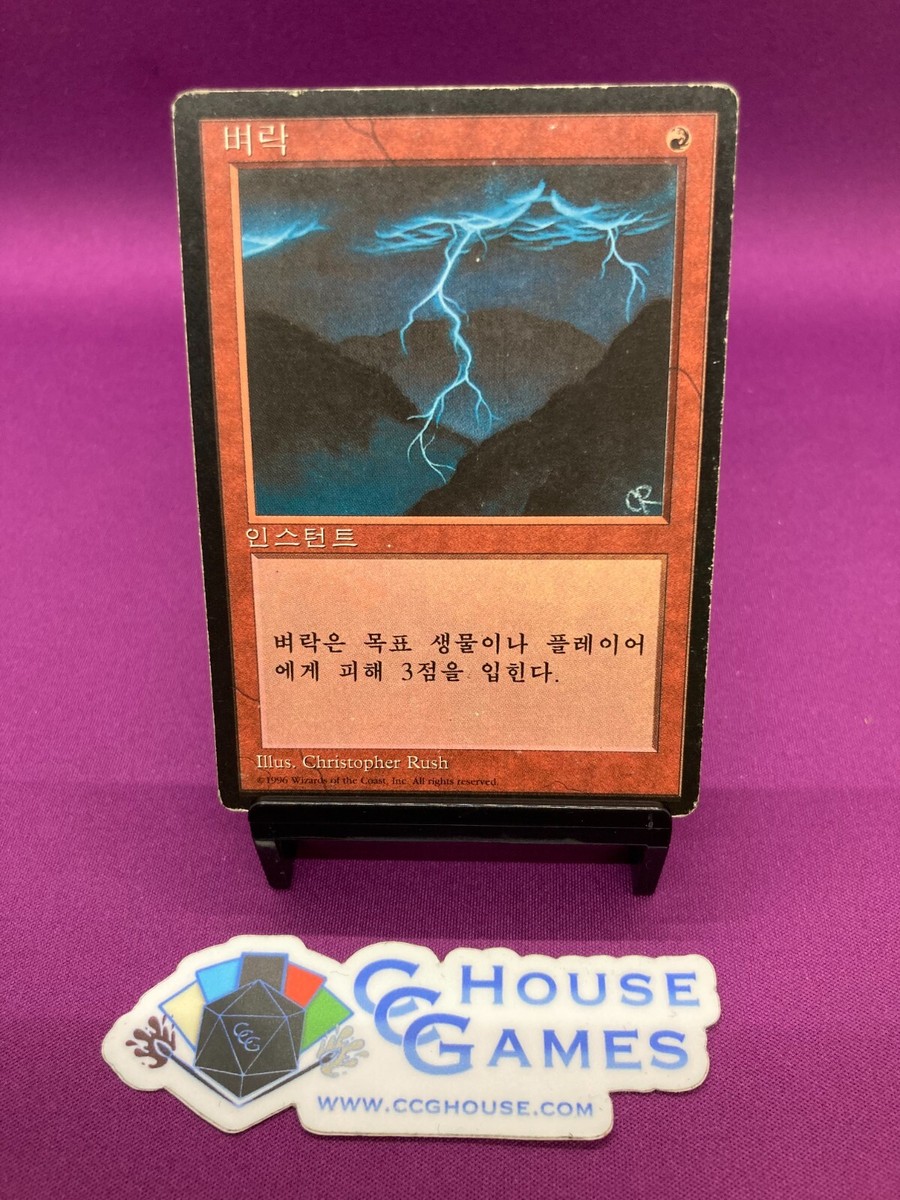 벼락
CR
인스턴트
벼락은 목표 생물이나 플레이어
에게 피해 3점을 입힌다.
Illus. Christopher Rush
©1996 Wizards of the Coast, Inc. All rights reserved.
CCG
CCG HOUSE
GAMES
WWW.CCGHOUSE.COM